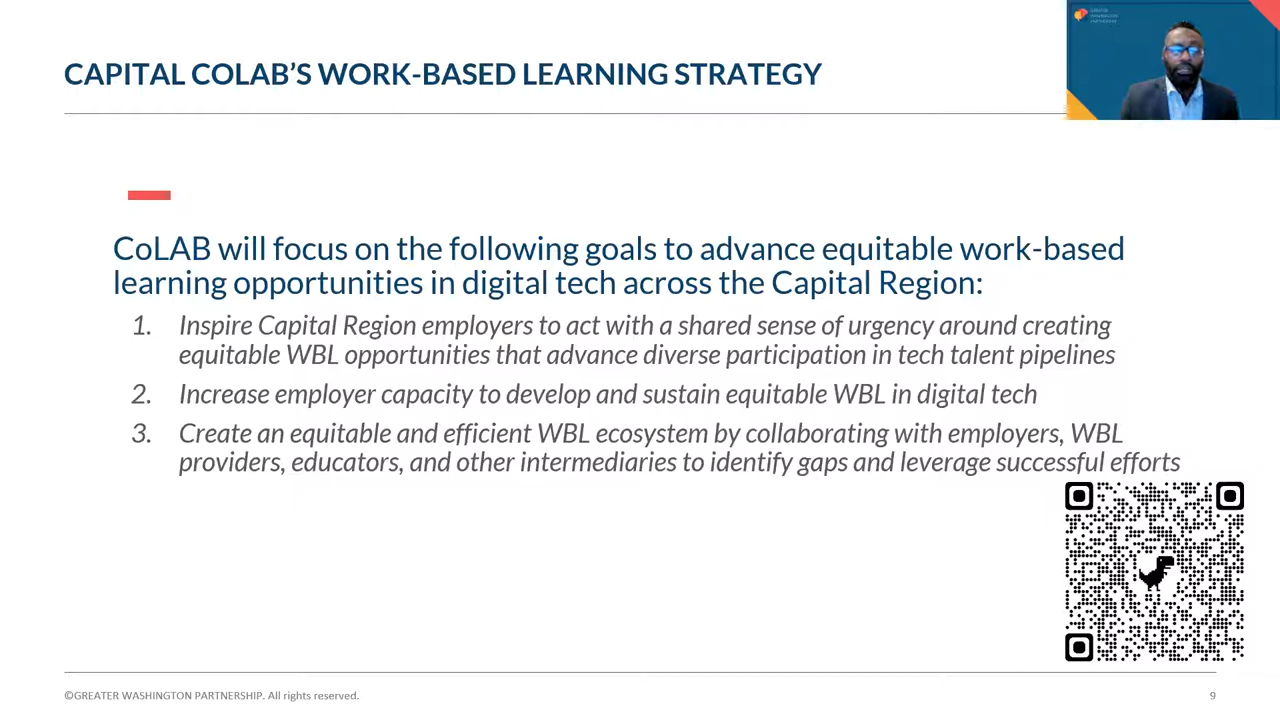 CAPITAL COLAB’S WORK-BASED LEARNING STRATEGY
GREATER
WASHINGTON
PARTNERSHIP
CoLAB will focus on the following goals to advance equitable work-based
learning opportunities in digital tech across the Capital Region:
1. Inspire Capital Region employers to act with a shared sense of urgency around creating
equitable WBL opportunities that advance diverse participation in tech talent pipelines
2. Increase employer capacity to develop and sustain equitable WBL in digital tech
3. Create an equitable and efficient WBL ecosystem by collaborating with employers, WBL
providers, educators, and other intermediaries to identify gaps and leverage successful efforts
©GREATER WASHINGTON PARTNERSHIP. All rights reserved.
9